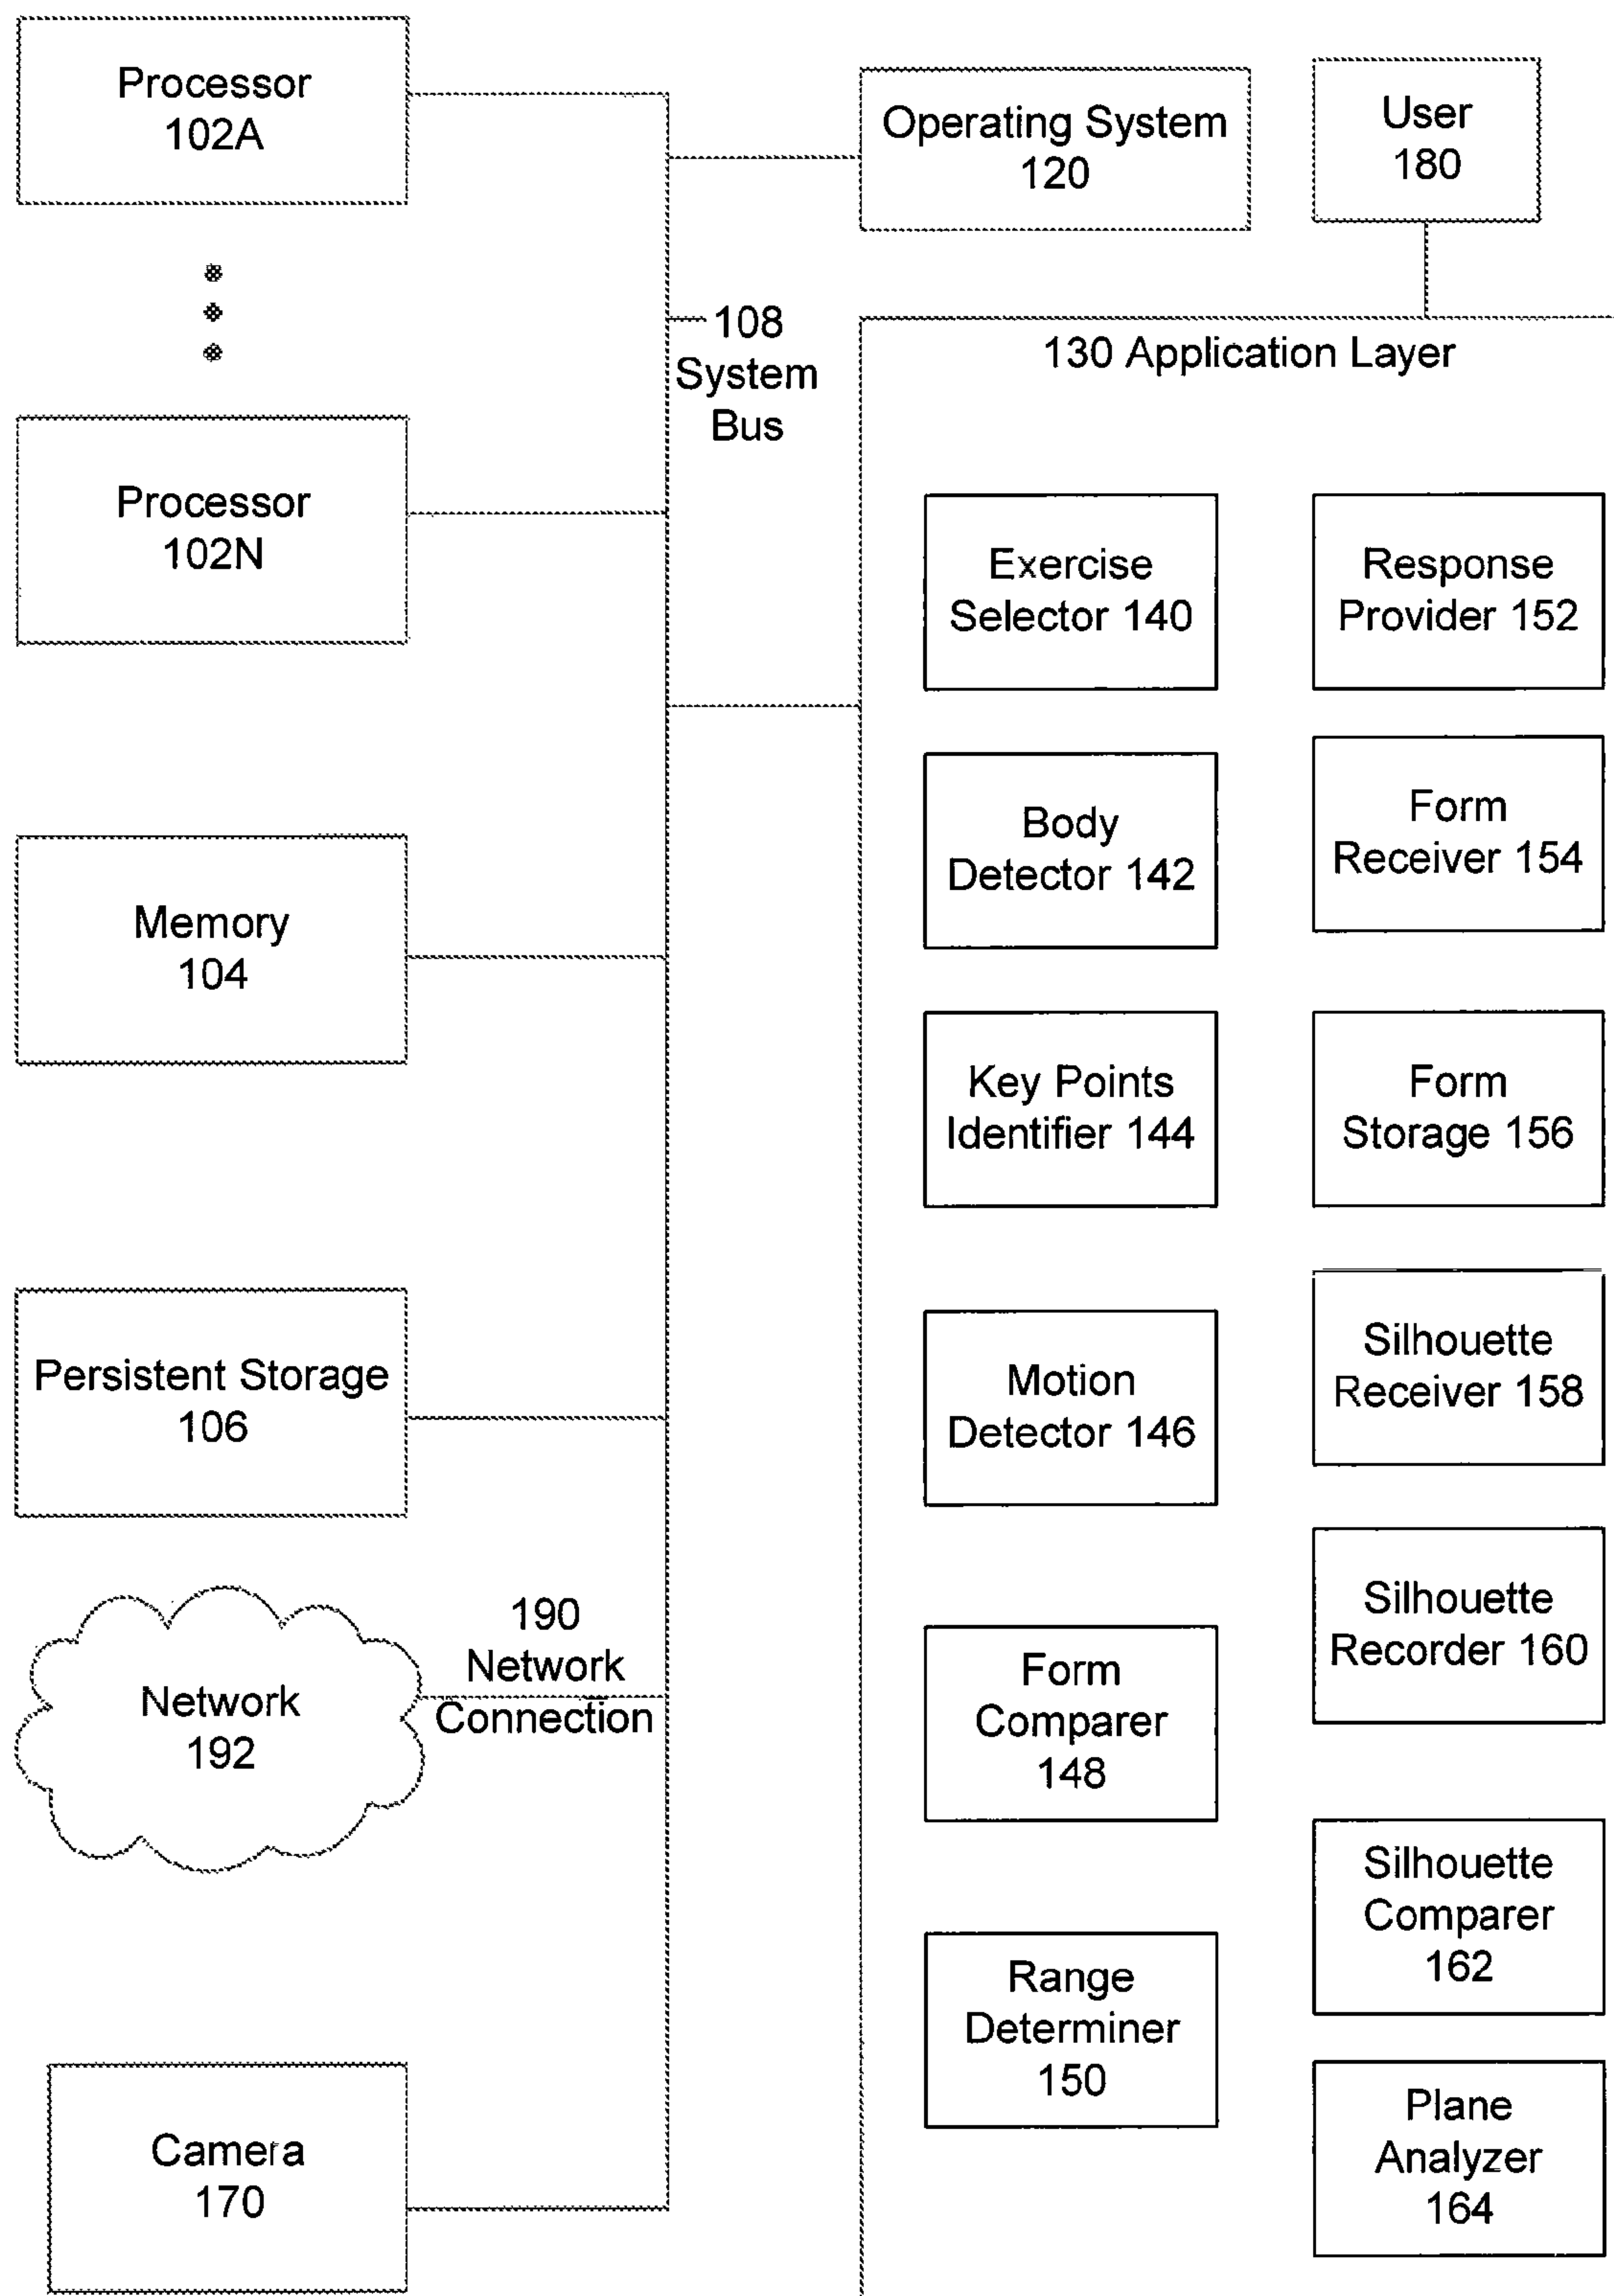 Processor
102A
Processor
102N
Memory
104
Persistent Storage
106
Network
192
190
Network
Connection
Camera
170
108
System
Bus
Operating System
120
User
180
130 Application Layer
Exercise
Selector 140
Body
Detector 142
Key Points
Identifier 144
Motion
Detector 146
Form
Comparer
148
Range
Determiner
150
Response
Provider 152
Form
Receiver 154
Form
Storage 156
Silhouette
Receiver 158
Silhouette
Recorder 160
Silhouette
Comparer
162
Plane
Analyzer
164